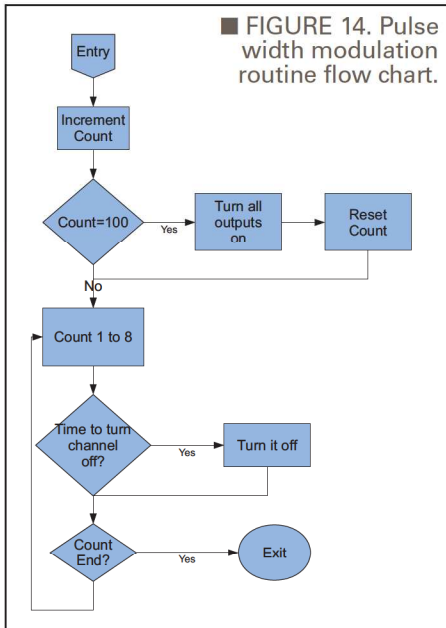 ■ FIGURE 14. Pulse
width modulation
routine flow chart.
Entry
Increment
Count
Count=100
Yes
Turn all
outputs
on
Reset
Count
No
Count 1 to 8
Time to turn
channel
off?
Yes
Turn it off
Count
End?
Yes
Exit